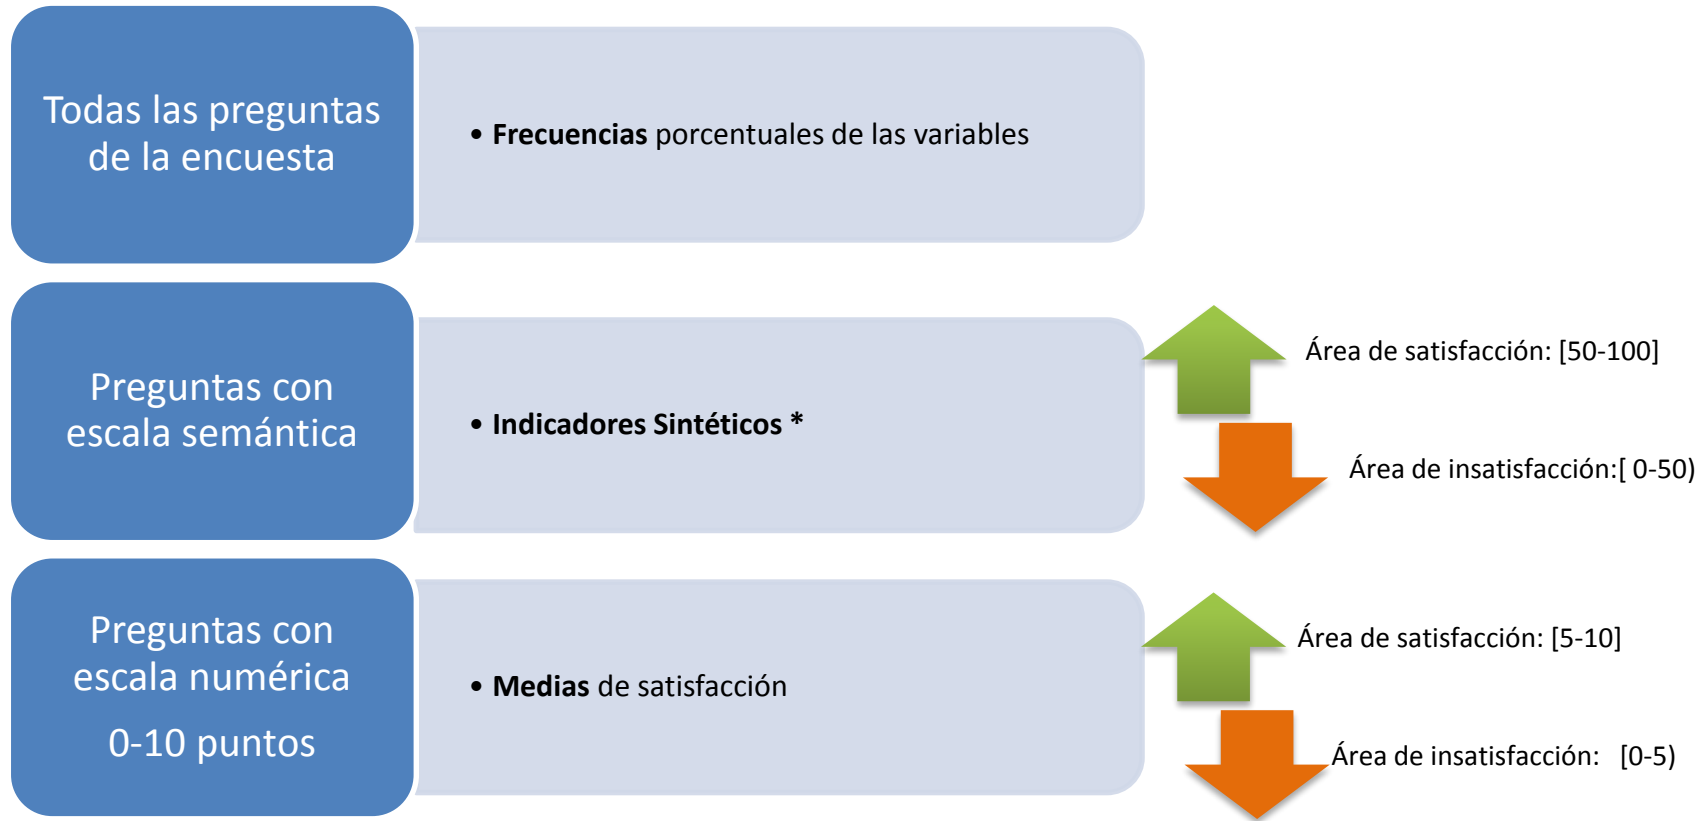 Todas las preguntas
de la encuesta
• Frecuencias porcentuales de las variables
Preguntas con
escala semántica
• Indicadores Sintéticos *
Área de satisfacción: [50-100]
Área de insatisfacción:[ 0-50)
Preguntas con
escala numérica
0-10 puntos
• Medias de satisfacción
Área de satisfacción: [5-10]
Área de insatisfacción: [0-5)